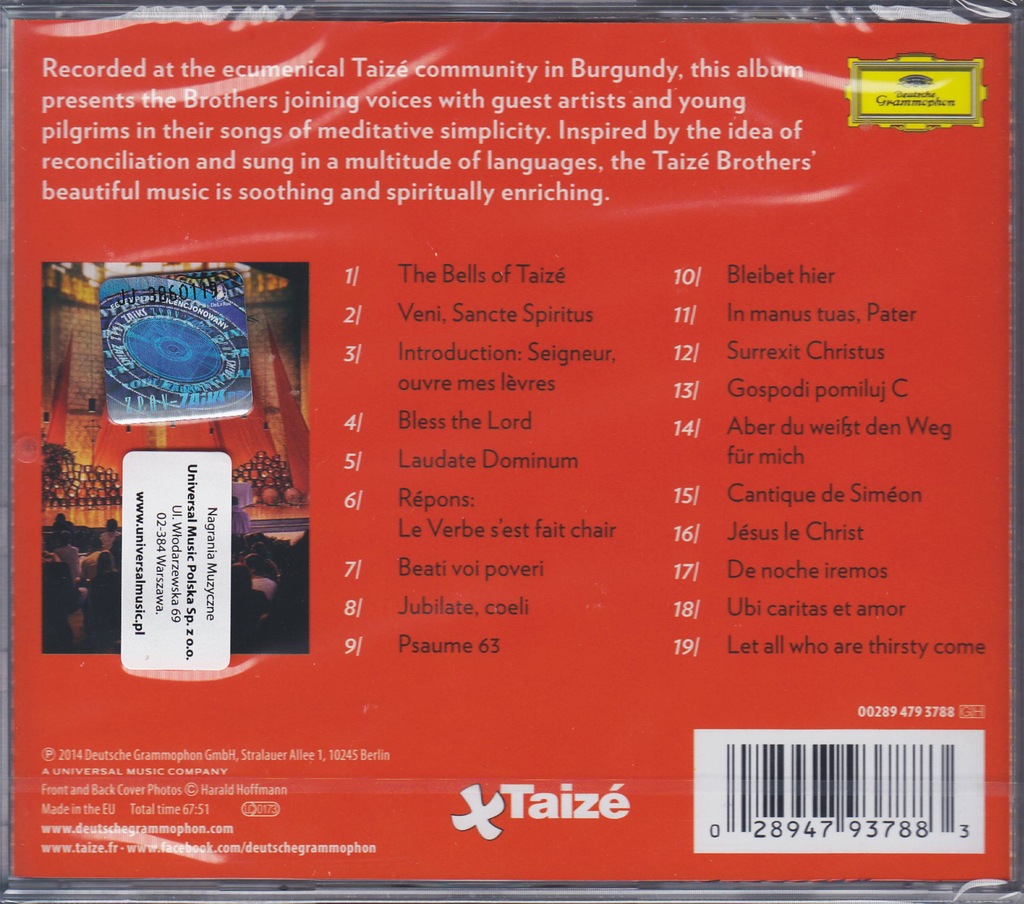 Recorded at the ecumenical Taizé community in Burgundy, this album
presents the Brothers joining voices with guest artists and young
pilgrims in their songs of meditative simplicity. Inspired by the idea of
reconciliation and sung in a multitude of languages, the Taizé Brothers’
beautiful music is soothing and spiritually enriching.
Deutsche
Grammophon
1/ The Bells of Taizé
2/ Veni, Sancte Spiritus
3/ Introduction: Seigneur,
ouvre mes lèvres
4/ Bless the Lord
5/ Laudate Dominum
6/ Répons:
Le Verbe s’est fait chair
7/ Beati voi poveri
8/ Jubilate, cœli
9/ Psaume 63
10/ Bleibet hier
11/ In manus tuas, Pater
12/ Surrexit Christus
13/ Gospodi pomiluj C
14/ Aber du weißt den Weg
für mich
15/ Cantique de Siméon
16/ Jésus le Christ
17/ De noche iremos
18/ Ubi caritas et amor
19/ Let all who are thirsty come
ZAIKS
Nagrania Muzyczne
Universal Music Polska Sp. z o.o.
Ul. Włodarzewska 69
02-384 Warszawa.
www.universalmusic.pl
00289 479 3788 GH
℗ 2014 Deutsche Grammophon GmbH, Stralauer Allee 1, 10245 Berlin
A UNIVERSAL MUSIC COMPANY
Front and Back Cover Photos © Harald Hoffmann
Made in the EU Total time 67:51 LC 0173
www.deutschegrammophon.com
www.taize.fr - www.facebook.com/deutschegrammophon
Taizé
0 28947 93788 3